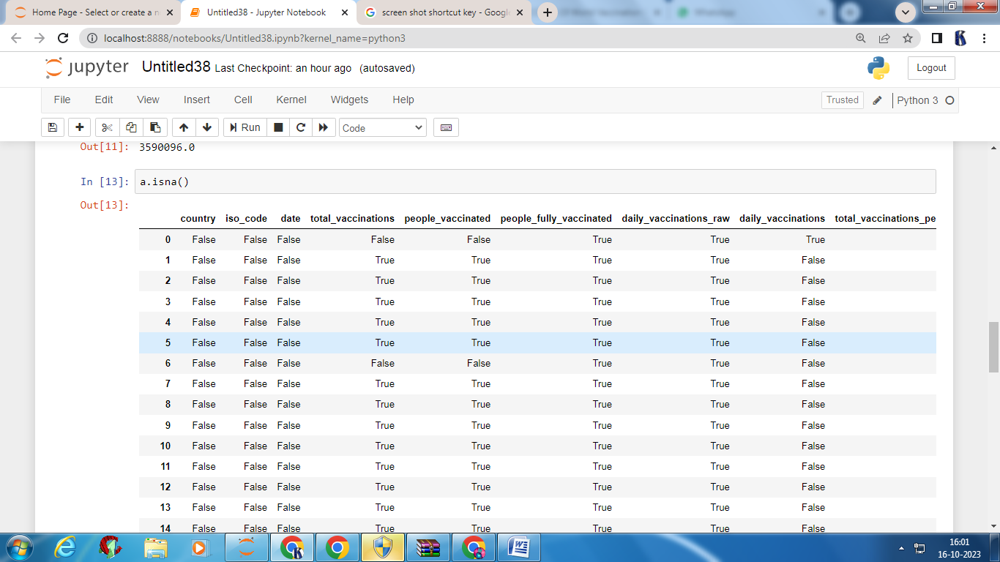 Home Page - Select or create a n
Untitled38 - Jupyter Notebook
screen shot shortcut key - Googl
localhost:8888/notebooks/Untitled38.ipynb?kernel_name=python3
jupyter Untitled38 Last Checkpoint: an hour ago (autosaved)
Logout
File Edit View Insert Cell Kernel Widgets Help
Trusted
Python 3
Run
Code
Out[11]: 3590096.0
In [13]: a.isna()
Out[13]:
country iso_code date total_vaccinations people_vaccinated people_fully_vaccinated daily_vaccinations_raw daily_vaccinations total_vaccinations_pe
0 False False False False False True True True
1 False False False True True True True False
2 False False False True True True True False
3 False False False True True True True False
4 False False False True True True True False
5 False False False True True True True False
6 False False False False False True True False
7 False False False True True True True False
8 False False False True True True True False
9 False False False True True True True False
10 False False False True True True True False
11 False False False True True True True False
12 False False False True True True True False
13 False False False True True True True False
14 False False False True True True True False
16:01
16-10-2023